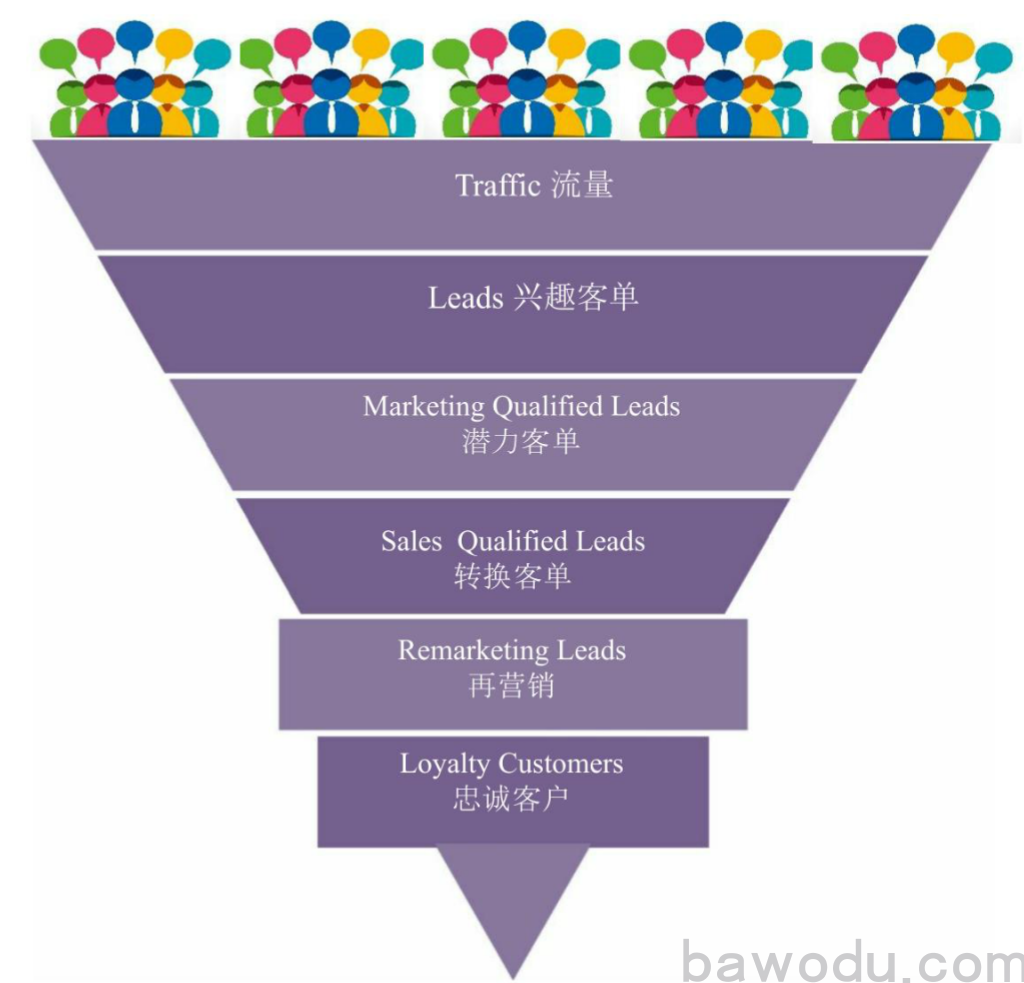 Traffic 流量
Leads 兴趣客单
Marketing Qualified Leads
潜力客单
Sales Qualified Leads
转换客单
Remarketing Leads
再营销
Loyalty Customers
忠诚客户
bawodu.com